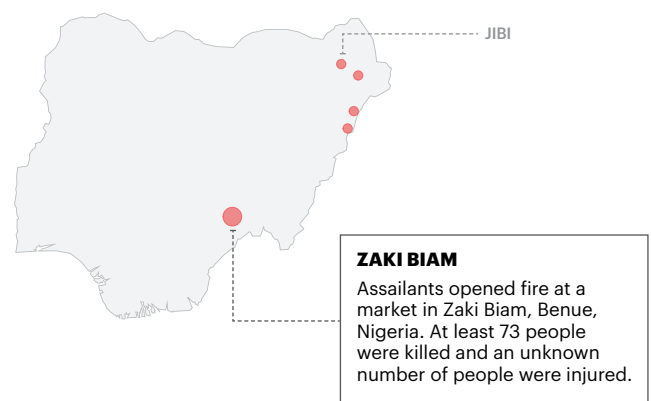 JIBI
ZAKI BIAM
Assailants opened fire at a
market in Zaki Biam, Benue,
Nigeria. At least 73 people
were killed and an unknown
number of people were injured.